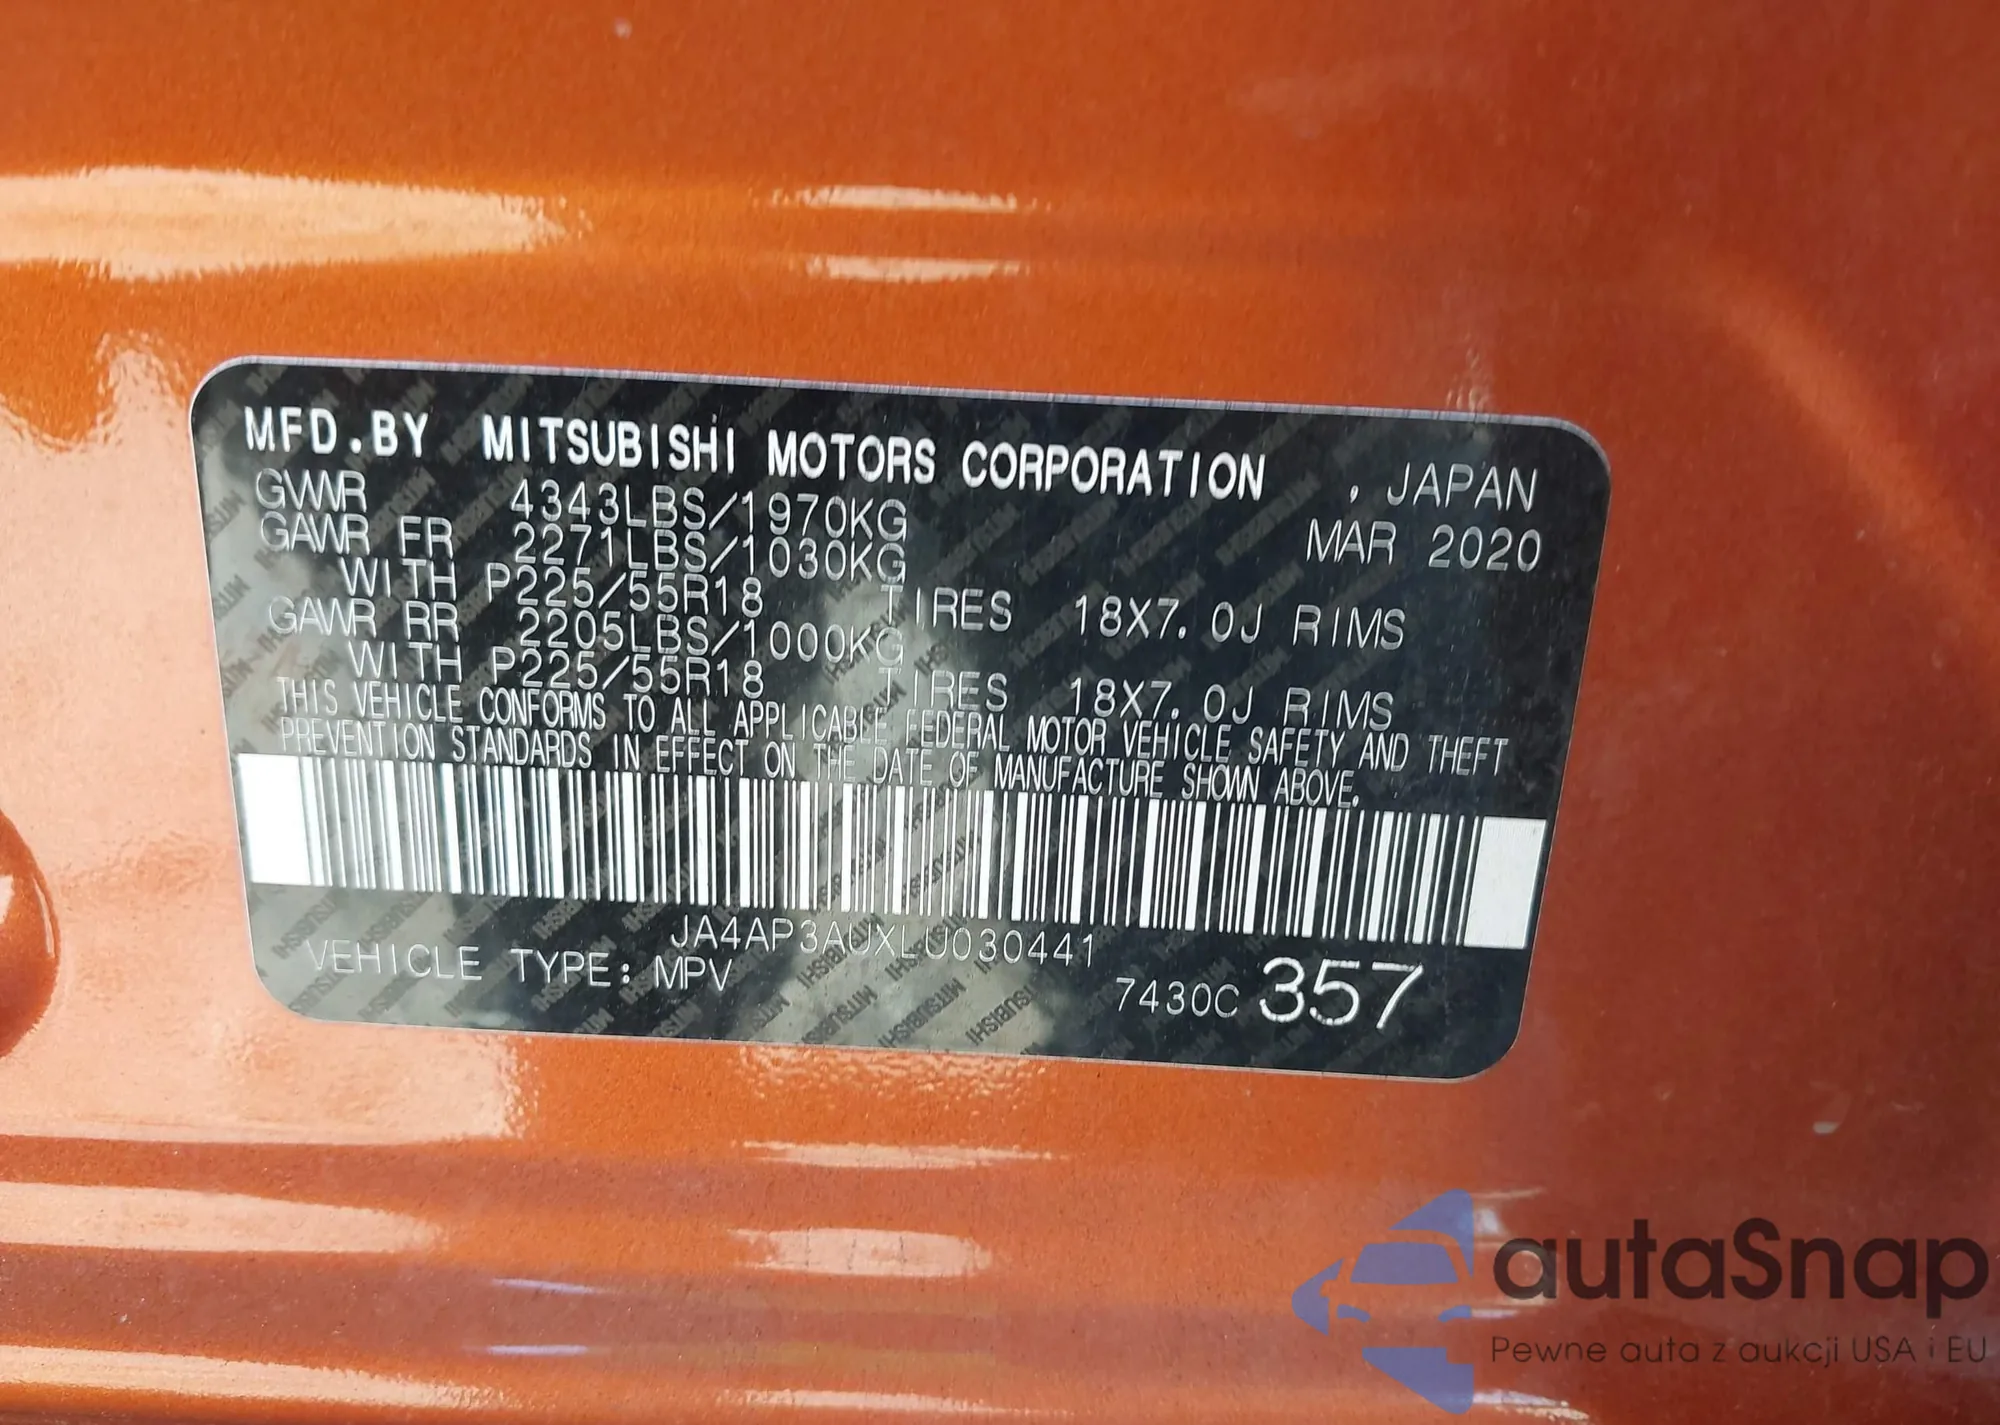 MFD.BY MITSUBISHI MOTORS CORPORATION , JAPAN
GVWR 4343LBS/1970KG MAR 2020
GAWR FR 2271LBS/1030KG
WITH P225/55R18 TIRES 18X7.0J RIMS
GAWR RR 2205LBS/1000KG
WITH P225/55R18 TIRES 18X7.0J RIMS
THIS VEHICLE CONFORMS TO ALL APPLICABLE FEDERAL MOTOR VEHICLE SAFETY AND THEFT
PREVENTION STANDARDS IN EFFECT ON THE DATE OF MANUFACTURE SHOWN ABOVE.
JA4AP3AUXLU030441
VEHICLE TYPE: MPV 7430C 357
autaSnap
Pewne auta z aukcji USA i EU